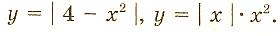 y = | 4 − x² |, y = | x | · x².